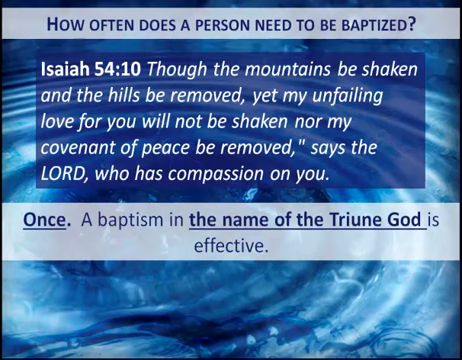 HOW OFTEN DOES A PERSON NEED TO BE BAPTIZED?
Isaiah 54:10 Though the mountains be shaken
and the hills be removed, yet my unfailing
love for you will not be shaken nor my
covenant of peace be removed," says the
LORD, who has compassion on you.
Once. A baptism in the name of the Triune God is
effective.